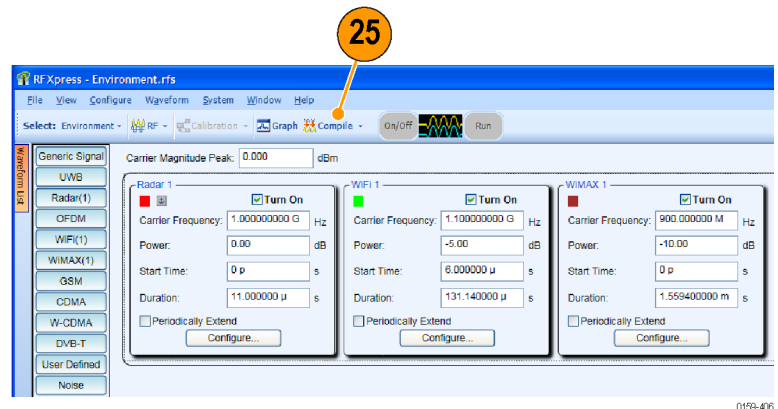 25
RFXpress - Environment.rfs
File View Configure Waveform System Window Help
Select: Environment RF Calibration Graph Compile On/Off Run
Waveform List
Generic Signal
UWB
Radar(1)
OFDM
WiFi(1)
WiMAX(1)
GSM
CDMA
W-CDMA
DVB-T
User Defined
Noise
Carrier Magnitude Peak: 0.000 dBm
Radar 1
Turn On
Carrier Frequency: 1.000000000 G Hz
Power: 0.00 dB
Start Time: 0 p s
Duration: 11.000000 µ s
Periodically Extend
Configure...
WiFi 1
Turn On
Carrier Frequency: 1.100000000 G Hz
Power: -5.00 dB
Start Time: 6.000000 µ s
Duration: 131.140000 µ s
Periodically Extend
Configure...
WiMAX 1
Turn On
Carrier Frequency: 900.000000 M Hz
Power: -10.00 dB
Start Time: 0 p s
Duration: 1.559400000 m s
Periodically Extend
Configure...
0159-406